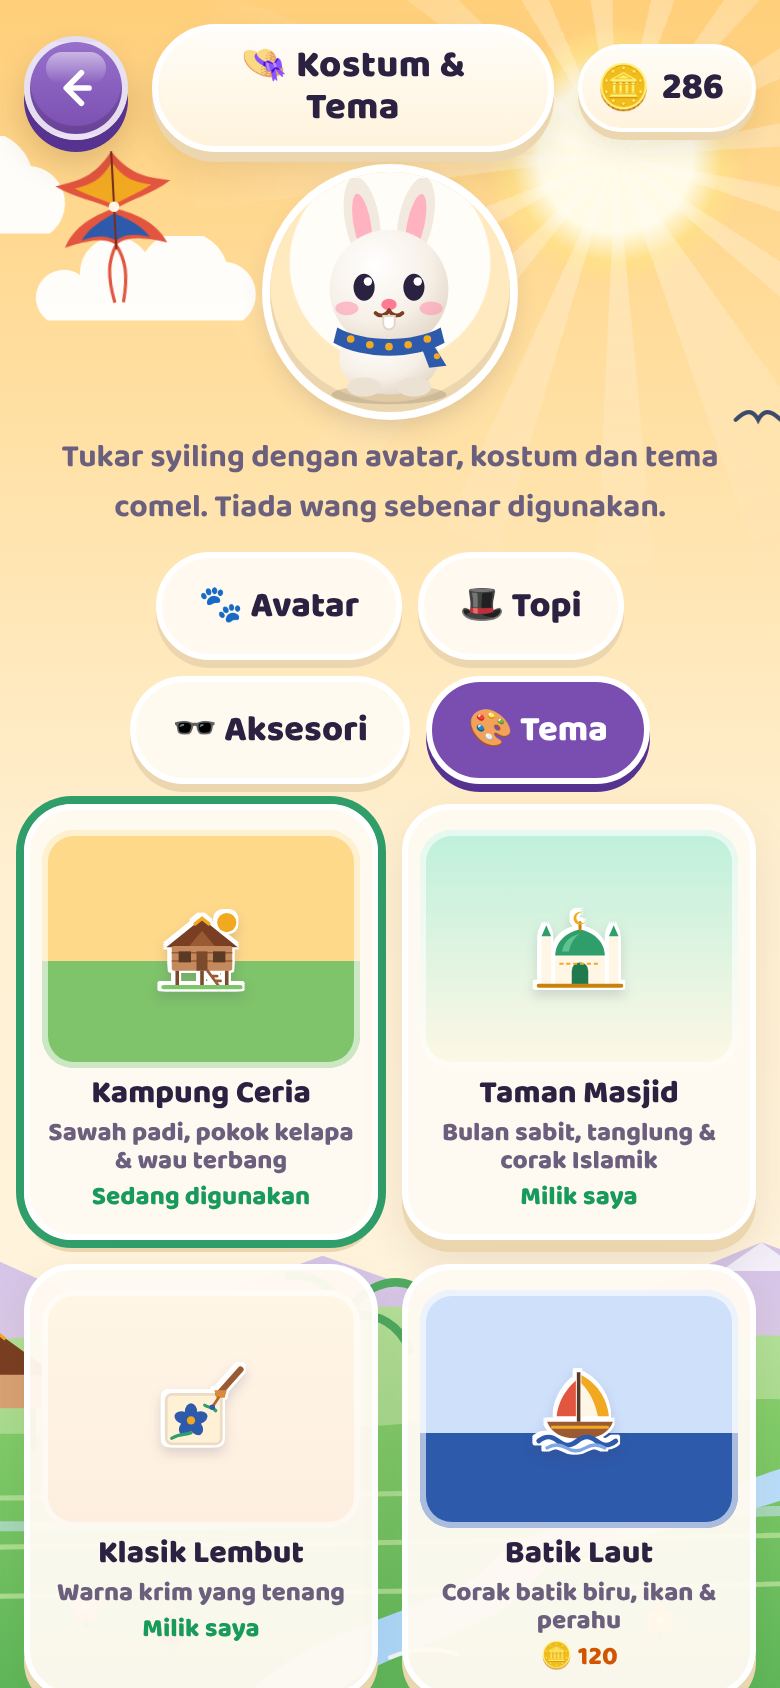 Kostum &
Tema
286
Tukar syiling dengan avatar, kostum dan tema
comel. Tiada wang sebenar digunakan.
Avatar
Topi
Aksesori
Tema
Kampung Ceria
Sawah padi, pokok kelapa
& wau terbang
Sedang digunakan
Taman Masjid
Bulan sabit, tanglung &
corak Islamik
Milik saya
Klasik Lembut
Warna krim yang tenang
Milik saya
Batik Laut
Corak batik biru, ikan &
perahu
120